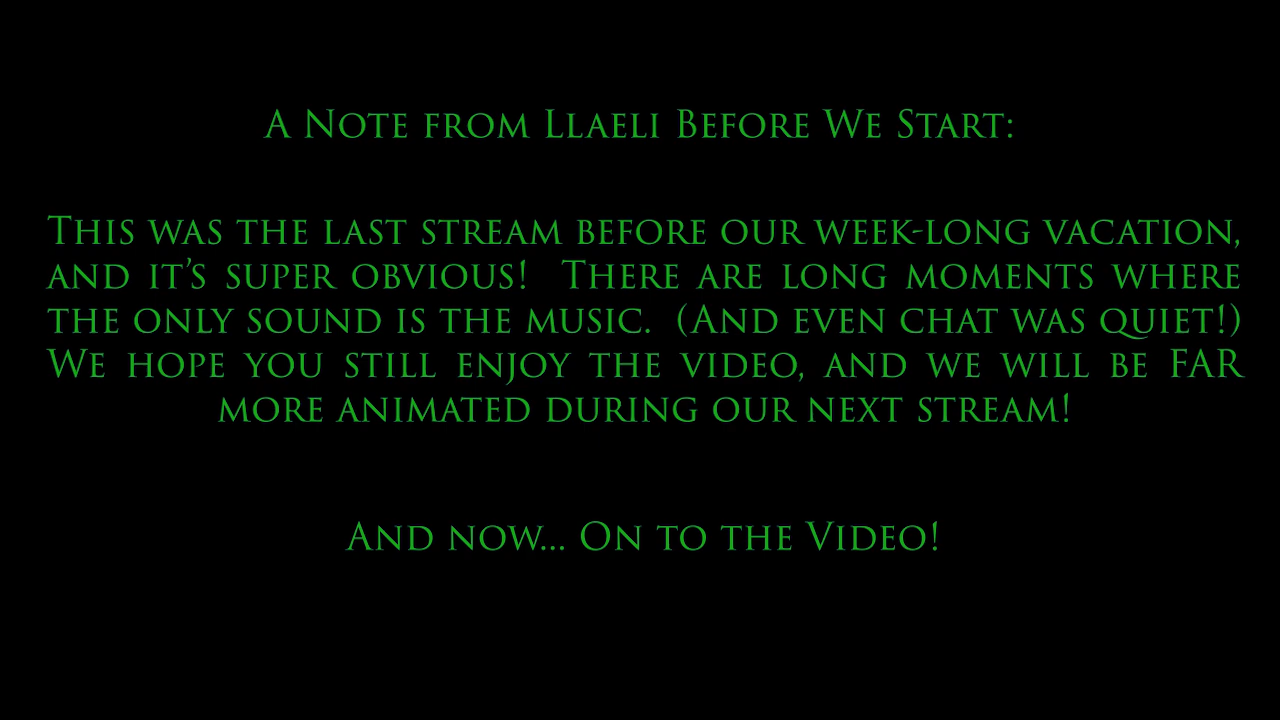 A Note from Llaeli Before We Start:
This was the last stream before our week-long vacation,
and it's super obvious!  There are long moments where
the only sound is the music.  (And even chat was quiet!)
We hope you still enjoy the video, and we will be FAR
more animated during our next stream!
And now... On to the Video!